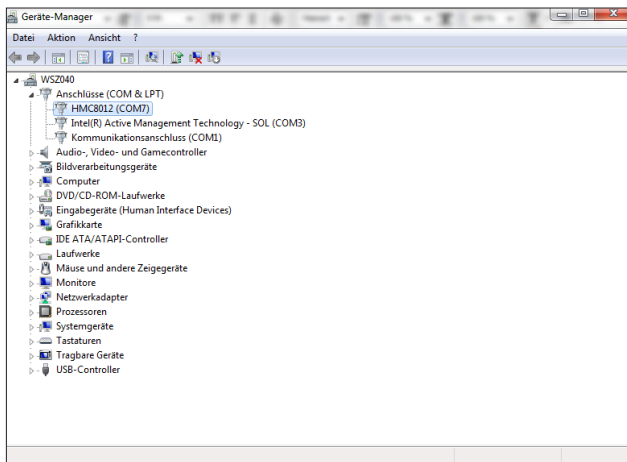 Geräte-Manager
Datei Aktion Ansicht ?
WSZ040
Anschlüsse (COM & LPT)
HMC8012 (COM7)
Intel(R) Active Management Technology - SOL (COM3)
Kommunikationsanschluss (COM1)
Audio-, Video- und Gamecontroller
Bildverarbeitungsgeräte
Computer
DVD/CD-ROM-Laufwerke
Eingabegeräte (Human Interface Devices)
Grafikkarte
IDE ATA/ATAPI-Controller
Laufwerke
Mäuse und andere Zeigegeräte
Monitore
Netzwerkadapter
Prozessoren
Systemgeräte
Tastaturen
Tragbare Geräte
USB-Controller